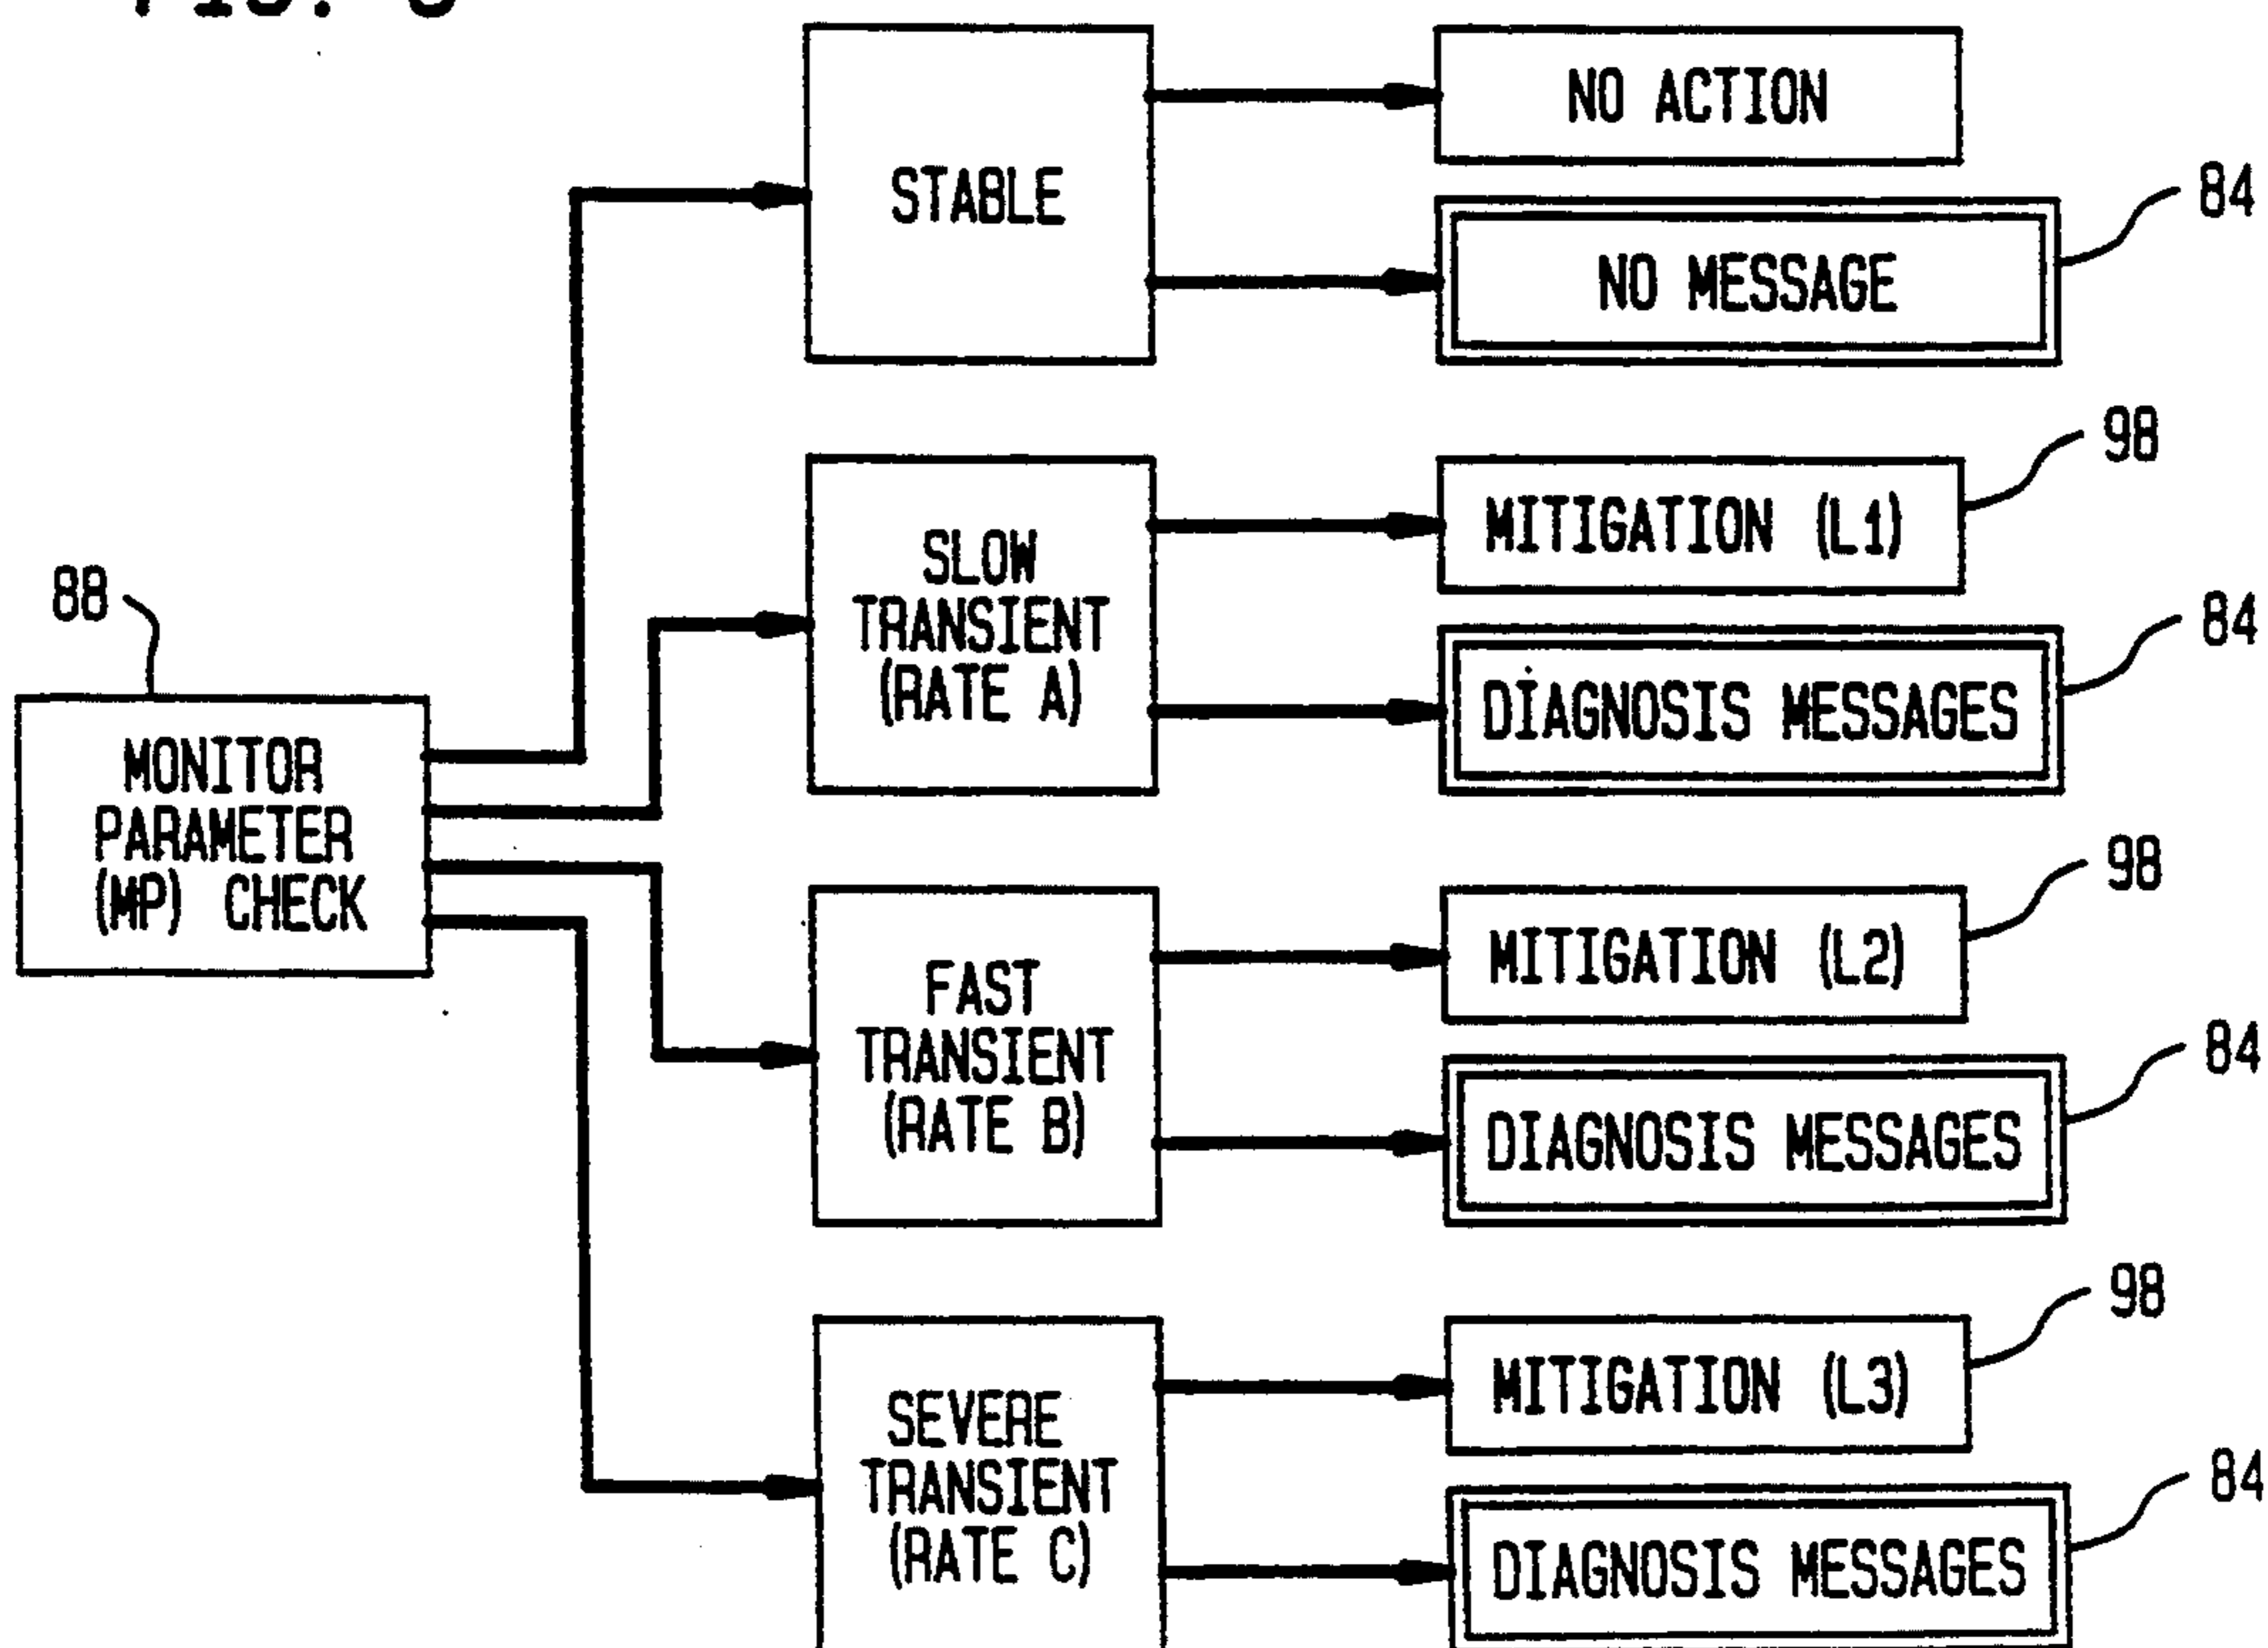 NO ACTION
STABLE
84
NO MESSAGE
98
SLOW
TRANSIENT
(RATE A)
MITIGATION (L1)
84
DIAGNOSIS MESSAGES
88
MONITOR
PARAMETER
(MP) CHECK
98
FAST
TRANSIENT
(RATE B)
MITIGATION (L2)
84
DIAGNOSIS MESSAGES
98
SEVERE
TRANSIENT
(RATE C)
MITIGATION (L3)
84
DIAGNOSIS MESSAGES